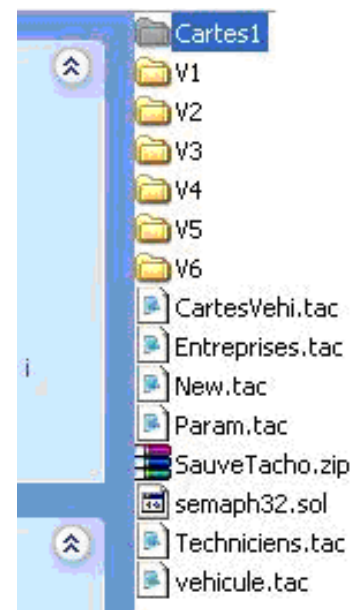 Cartes1
V1
V2
V3
V4
V5
V6
CartesVehi.tac
Entreprises.tac
i
New.tac
Param.tac
SauveTacho.zip
semaph32.sol
Techniciens.tac
vehicule.tac